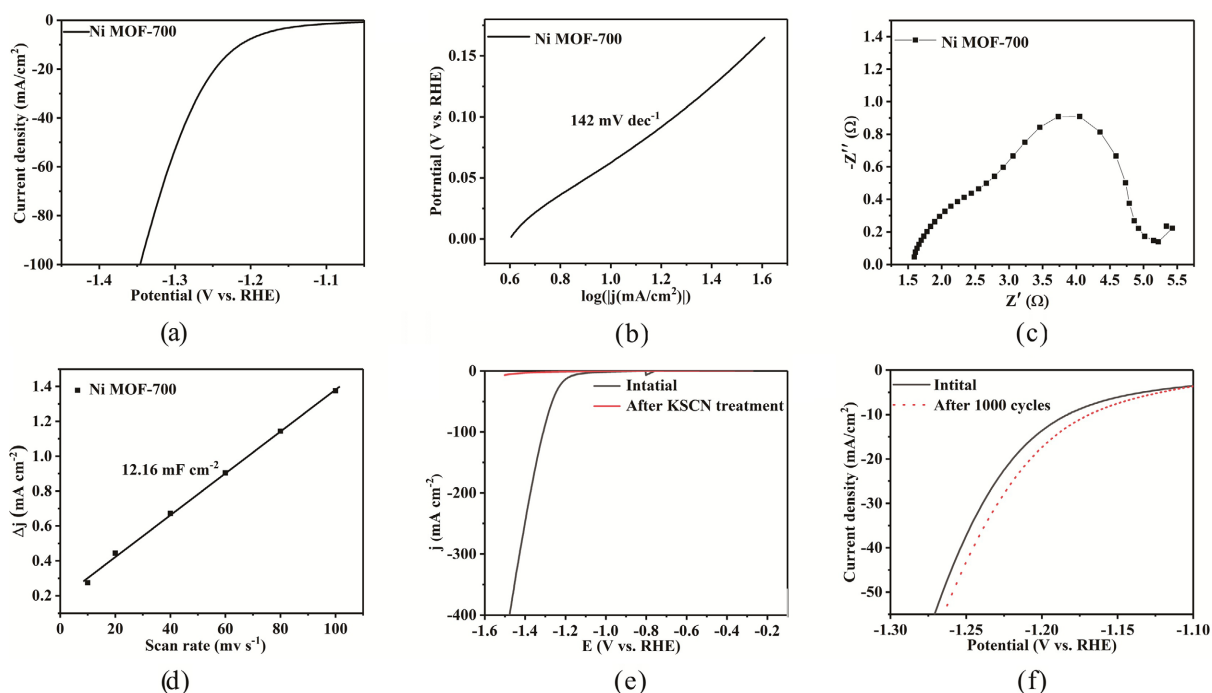 Ni MOF-700
0
-20
-40
-60
-80
-100
Current density (mA/cm²)
-1.4 -1.3 -1.2 -1.1
Potential (V vs. RHE)
(a)
Ni MOF-700
142 mV dec⁻¹
0.15
0.10
0.05
0.00
Potrntial (V vs. RHE)
0.4 0.6 0.8 1.0 1.2 1.4 1.6
log(|j(mA/cm²)|)
(b)
Ni MOF-700
1.4
1.2
1.0
0.8
0.6
0.4
0.2
0.0
-Z′′ (Ω)
1.0 1.5 2.0 2.5 3.0 3.5 4.0 4.5 5.0 5.5
Z′ (Ω)
(c)
Ni MOF-700
12.16 mF cm⁻²
1.4
1.2
1.0
0.8
0.6
0.4
0.2
Δj (mA cm⁻²)
0 20 40 60 80 100
Scan rate (mv s⁻¹)
(d)
Intatial
After KSCN treatment
0
-100
-200
-300
-400
j (mA cm⁻²)
-1.6 -1.4 -1.2 -1.0 -0.8 -0.6 -0.4 -0.2
E (V vs. RHE)
(e)
Intital
After 1000 cycles
0
-10
-20
-30
-40
-50
Current density (mA/cm²)
-1.30 -1.25 -1.20 -1.15 -1.10
Potential (V vs. RHE)
(f)